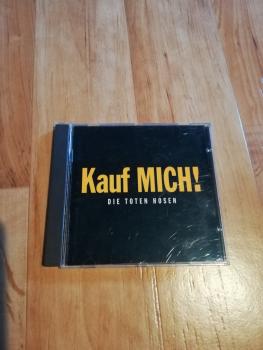 Kauf MICH!
DIE TOTEN HOSEN